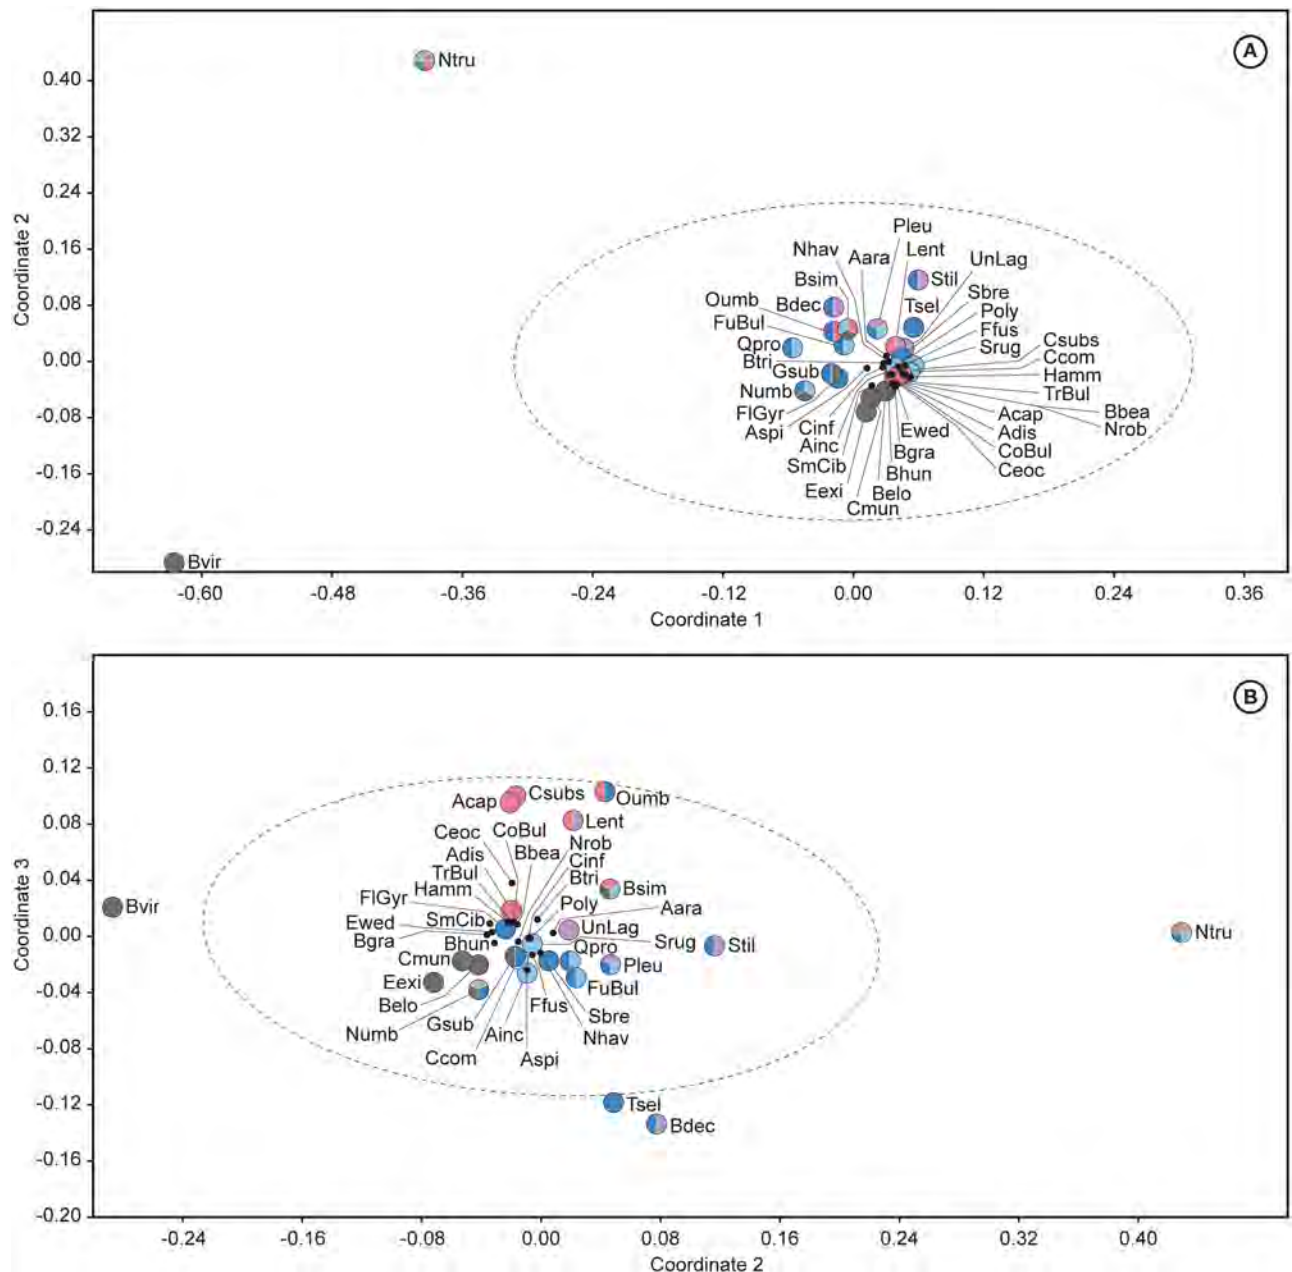 A
Ntru
0.40
0.32
0.24
0.16
0.08
0.00
-0.08
-0.16
-0.24
Coordinate 2
Pleu
Nhav
Aara
Lent
UnLag
Bsim
Stil
Oumb
Bdec
Tsel
Sbre
FuBul
Poly
Ffus
Qpro
Srug
Csubs
Btri
Ccom
Gsub
Hamm
Numb
TrBul
FlGyr
Acap
Bbea
Aspi
Cinf
Ewed
Adis
Nrob
Ainc
Bgra
CoBul
SmCib
Bhun
Ceoc
Eexi
Belo
Cmun
Bvir
-0.60 -0.48 -0.36 -0.24 -0.12 0.00 0.12 0.24 0.36
Coordinate 1
B
0.16
0.12
0.08
0.04
0.00
-0.04
-0.08
-0.12
-0.16
-0.20
Coordinate 3
Acap
Csubs
Oumb
Lent
Ceoc
CoBul
Nrob
Adis
Bbea
Cinf
TrBul
Btri
Hamm
Bsim
FlGyr
Poly
Aara
Bvir
Ewed
SmCib
UnLag
Bgra
Bhun
Qpro
Srug
Stil
Ntru
Cmun
Pleu
Eexi
FuBul
Belo
Ffus
Sbre
Numb
Gsub
Ainc
Nhav
Ccom
Aspi
Tsel
Bdec
-0.24 -0.16 -0.08 0.00 0.08 0.16 0.24 0.32 0.40
Coordinate 2